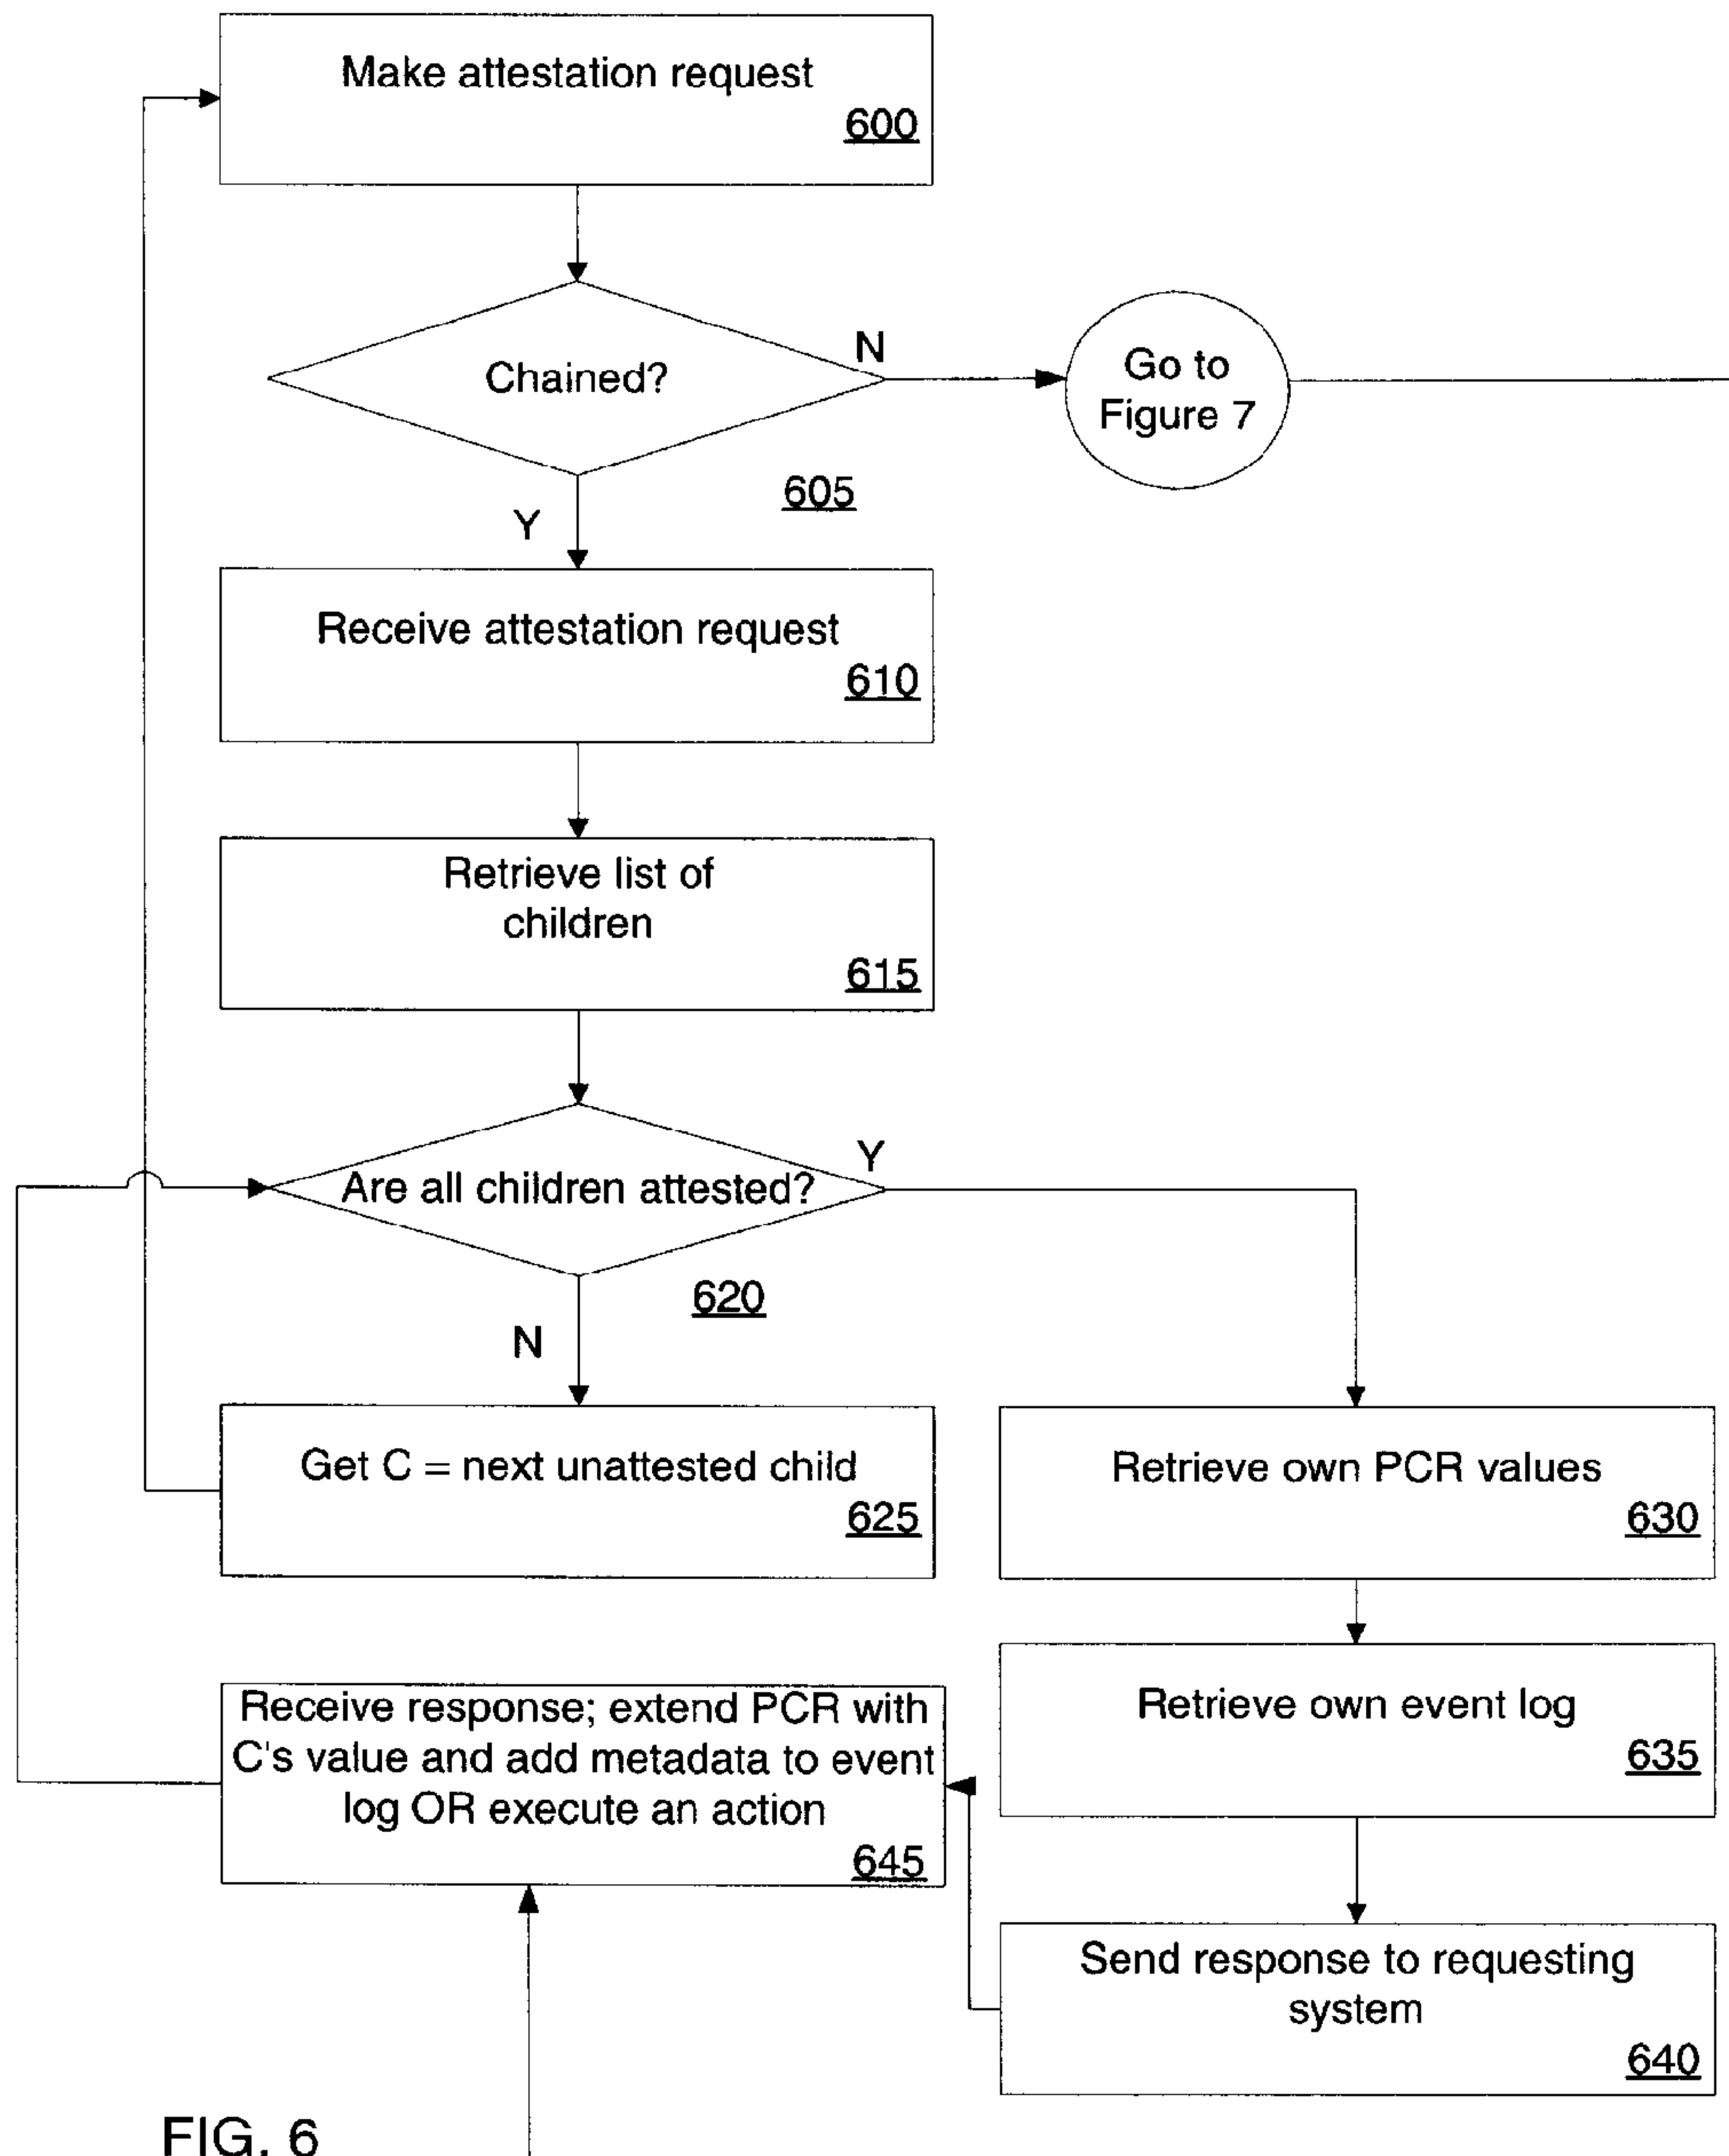 Make attestation request
600
Chained?
N
Go to
Figure 7
605
Y
Receive attestation request
610
Retrieve list of
children
615
Are all children attested?
Y
620
N
Get C = next unattested child
625
Retrieve own PCR values
630
Retrieve own event log
635
Receive response; extend PCR with
C's value and add metadata to event
log OR execute an action
645
Send response to requesting
system
640
FIG. 6